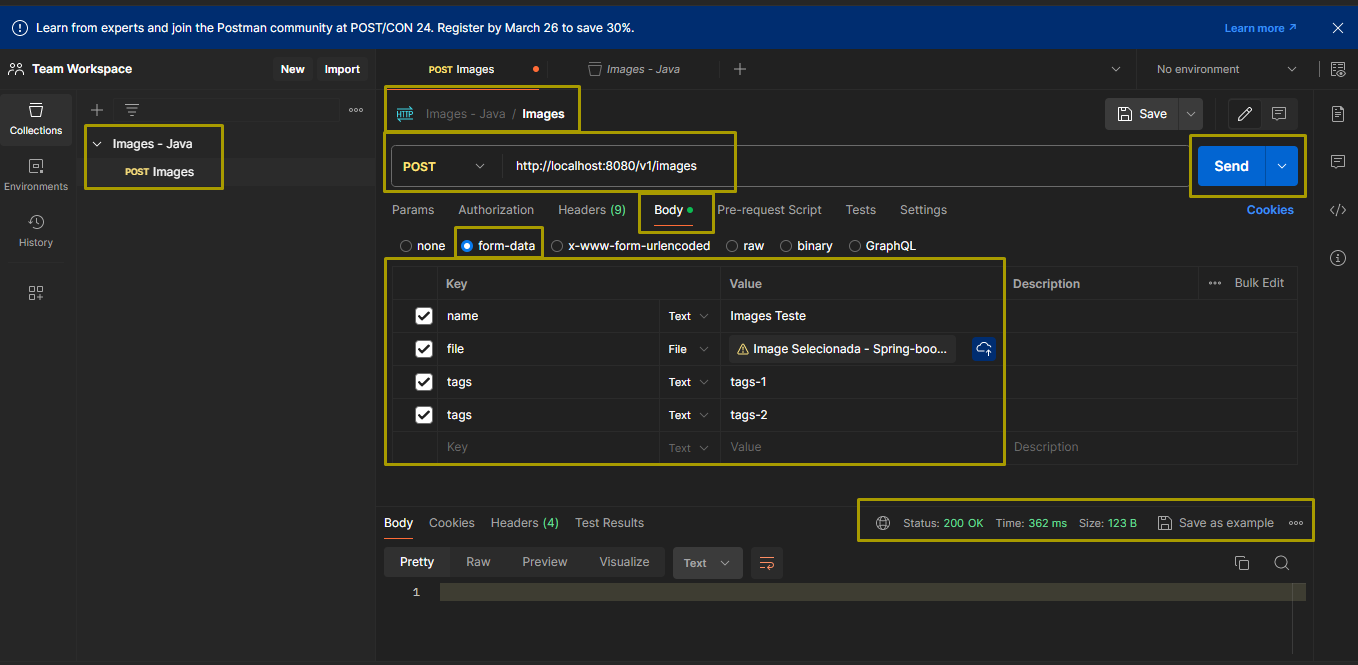 Learn from experts and join the Postman community at POST/CON 24. Register by March 26 to save 30%. Learn more
Team Workspace New Import
POST Images Images - Java No environment
Collections
Environments
History
Images - Java
POST Images
HTTP Images - Java / Images Save
POST http://localhost:8080/v1/images Send
Params Authorization Headers (9) Body Pre-request Script Tests Settings Cookies
none form-data x-www-form-urlencoded raw binary GraphQL
Key Value Description Bulk Edit
name Text Images Teste
file File Image Selecionada - Spring-boo...
tags Text tags-1
tags Text tags-2
Key Text Value Description
Body Cookies Headers (4) Test Results Status: 200 OK Time: 362 ms Size: 123 B Save as example
Pretty Raw Preview Visualize Text
1